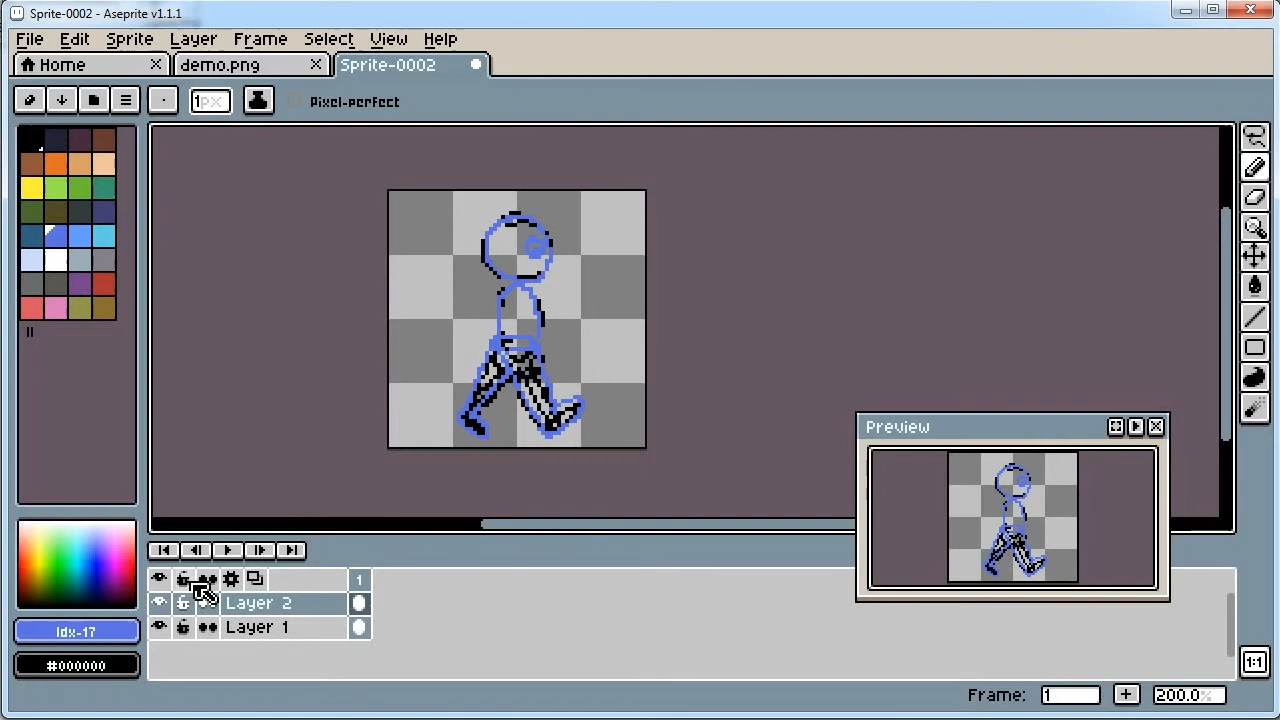 Sprite-0002 - Aseprite v1.1.1
File Edit Sprite Layer Frame Select View Help
Home demo.png Sprite-0002
1px Pixel-perfect
Preview
1
Layer 2
Layer 1
Idx-17
#000000
1:1
Frame: 1 + 200.0%